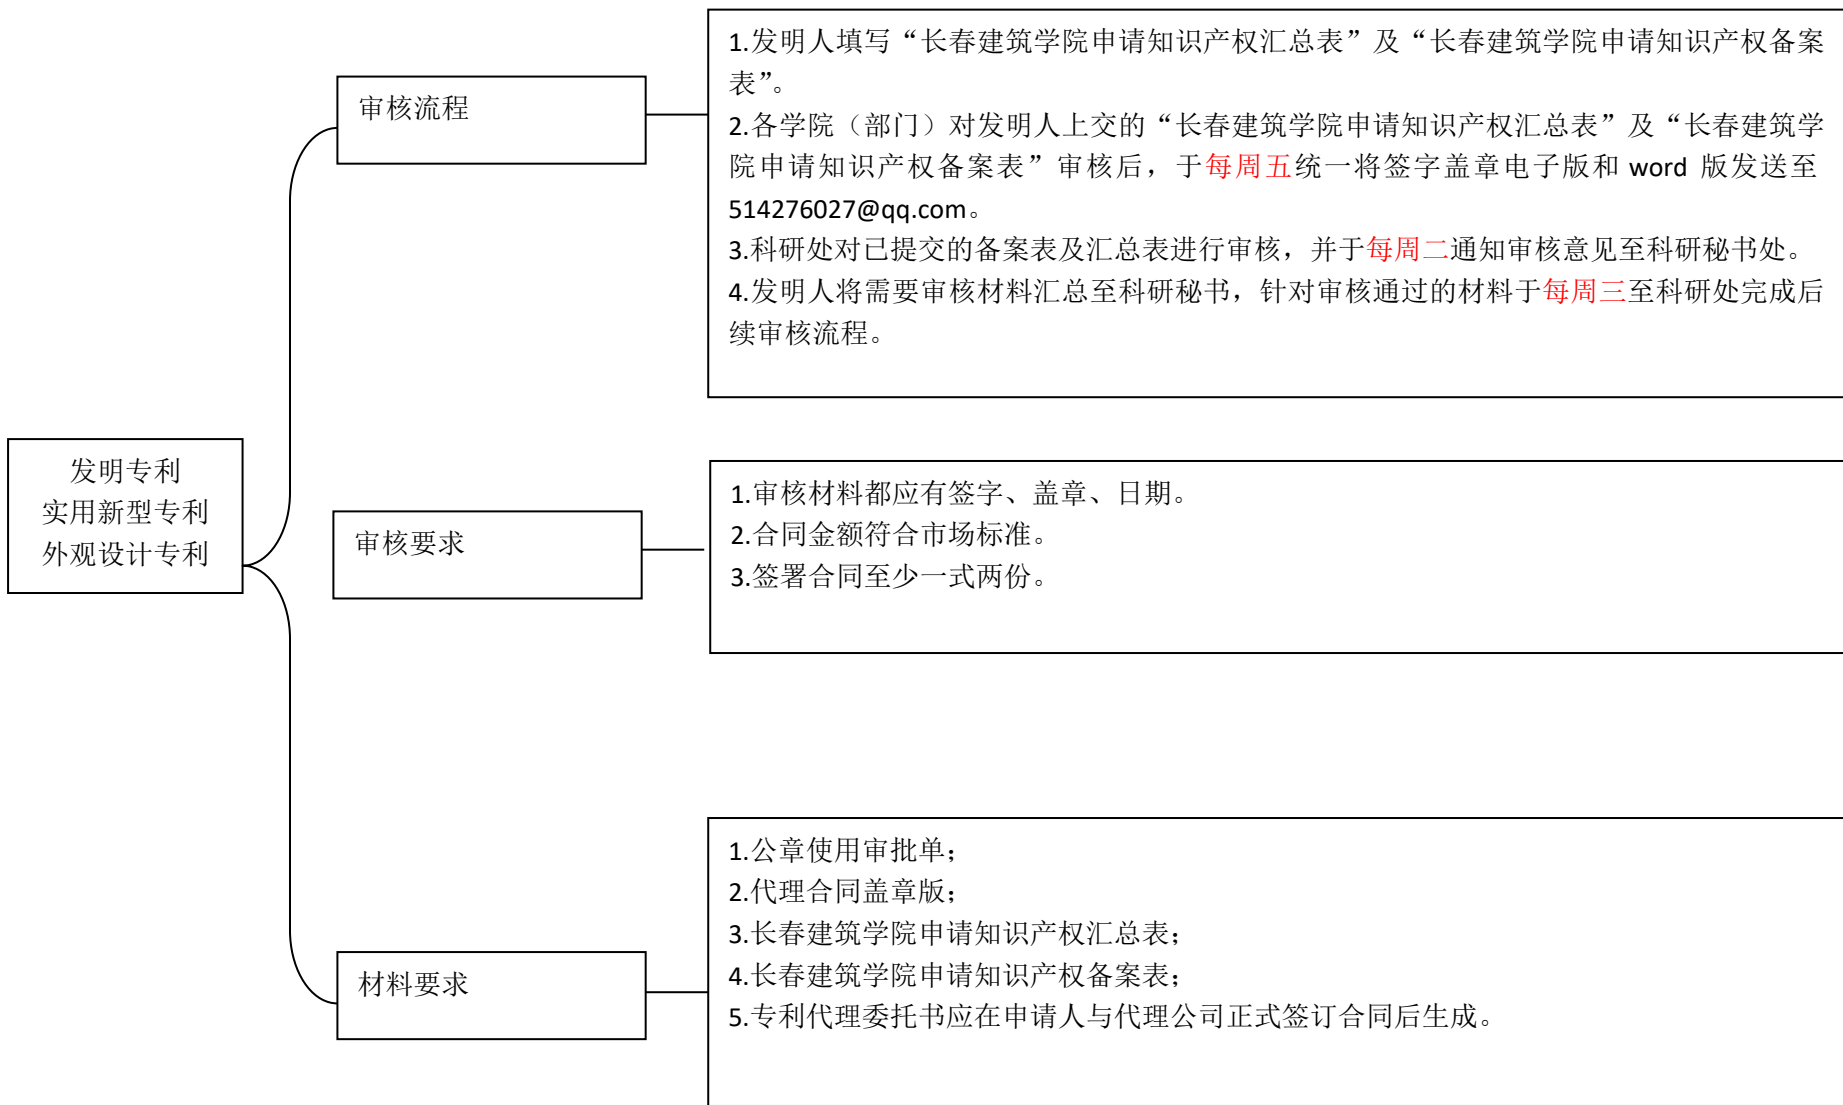 审核流程
1.发明人填写“长春建筑学院申请知识产权汇总表”及“长春建筑学院申请知识产权备案
表”。
2.各学院（部门）对发明人上交的“长春建筑学院申请知识产权汇总表”及“长春建筑学
院申请知识产权备案表”审核后，于每周五统一将签字盖章电子版和 word 版发送至
514276027@qq.com。
3.科研处对已提交的备案表及汇总表进行审核，并于每周二通知审核意见至科研秘书处。
4.发明人将需要审核材料汇总至科研秘书，针对审核通过的材料于每周三至科研处完成后
续审核流程。
发明专利
实用新型专利
外观设计专利
审核要求
1.审核材料都应有签字、盖章、日期。
2.合同金额符合市场标准。
3.签署合同至少一式两份。
材料要求
1.公章使用审批单；
2.代理合同盖章版；
3.长春建筑学院申请知识产权汇总表；
4.长春建筑学院申请知识产权备案表；
5.专利代理委托书应在申请人与代理公司正式签订合同后生成。